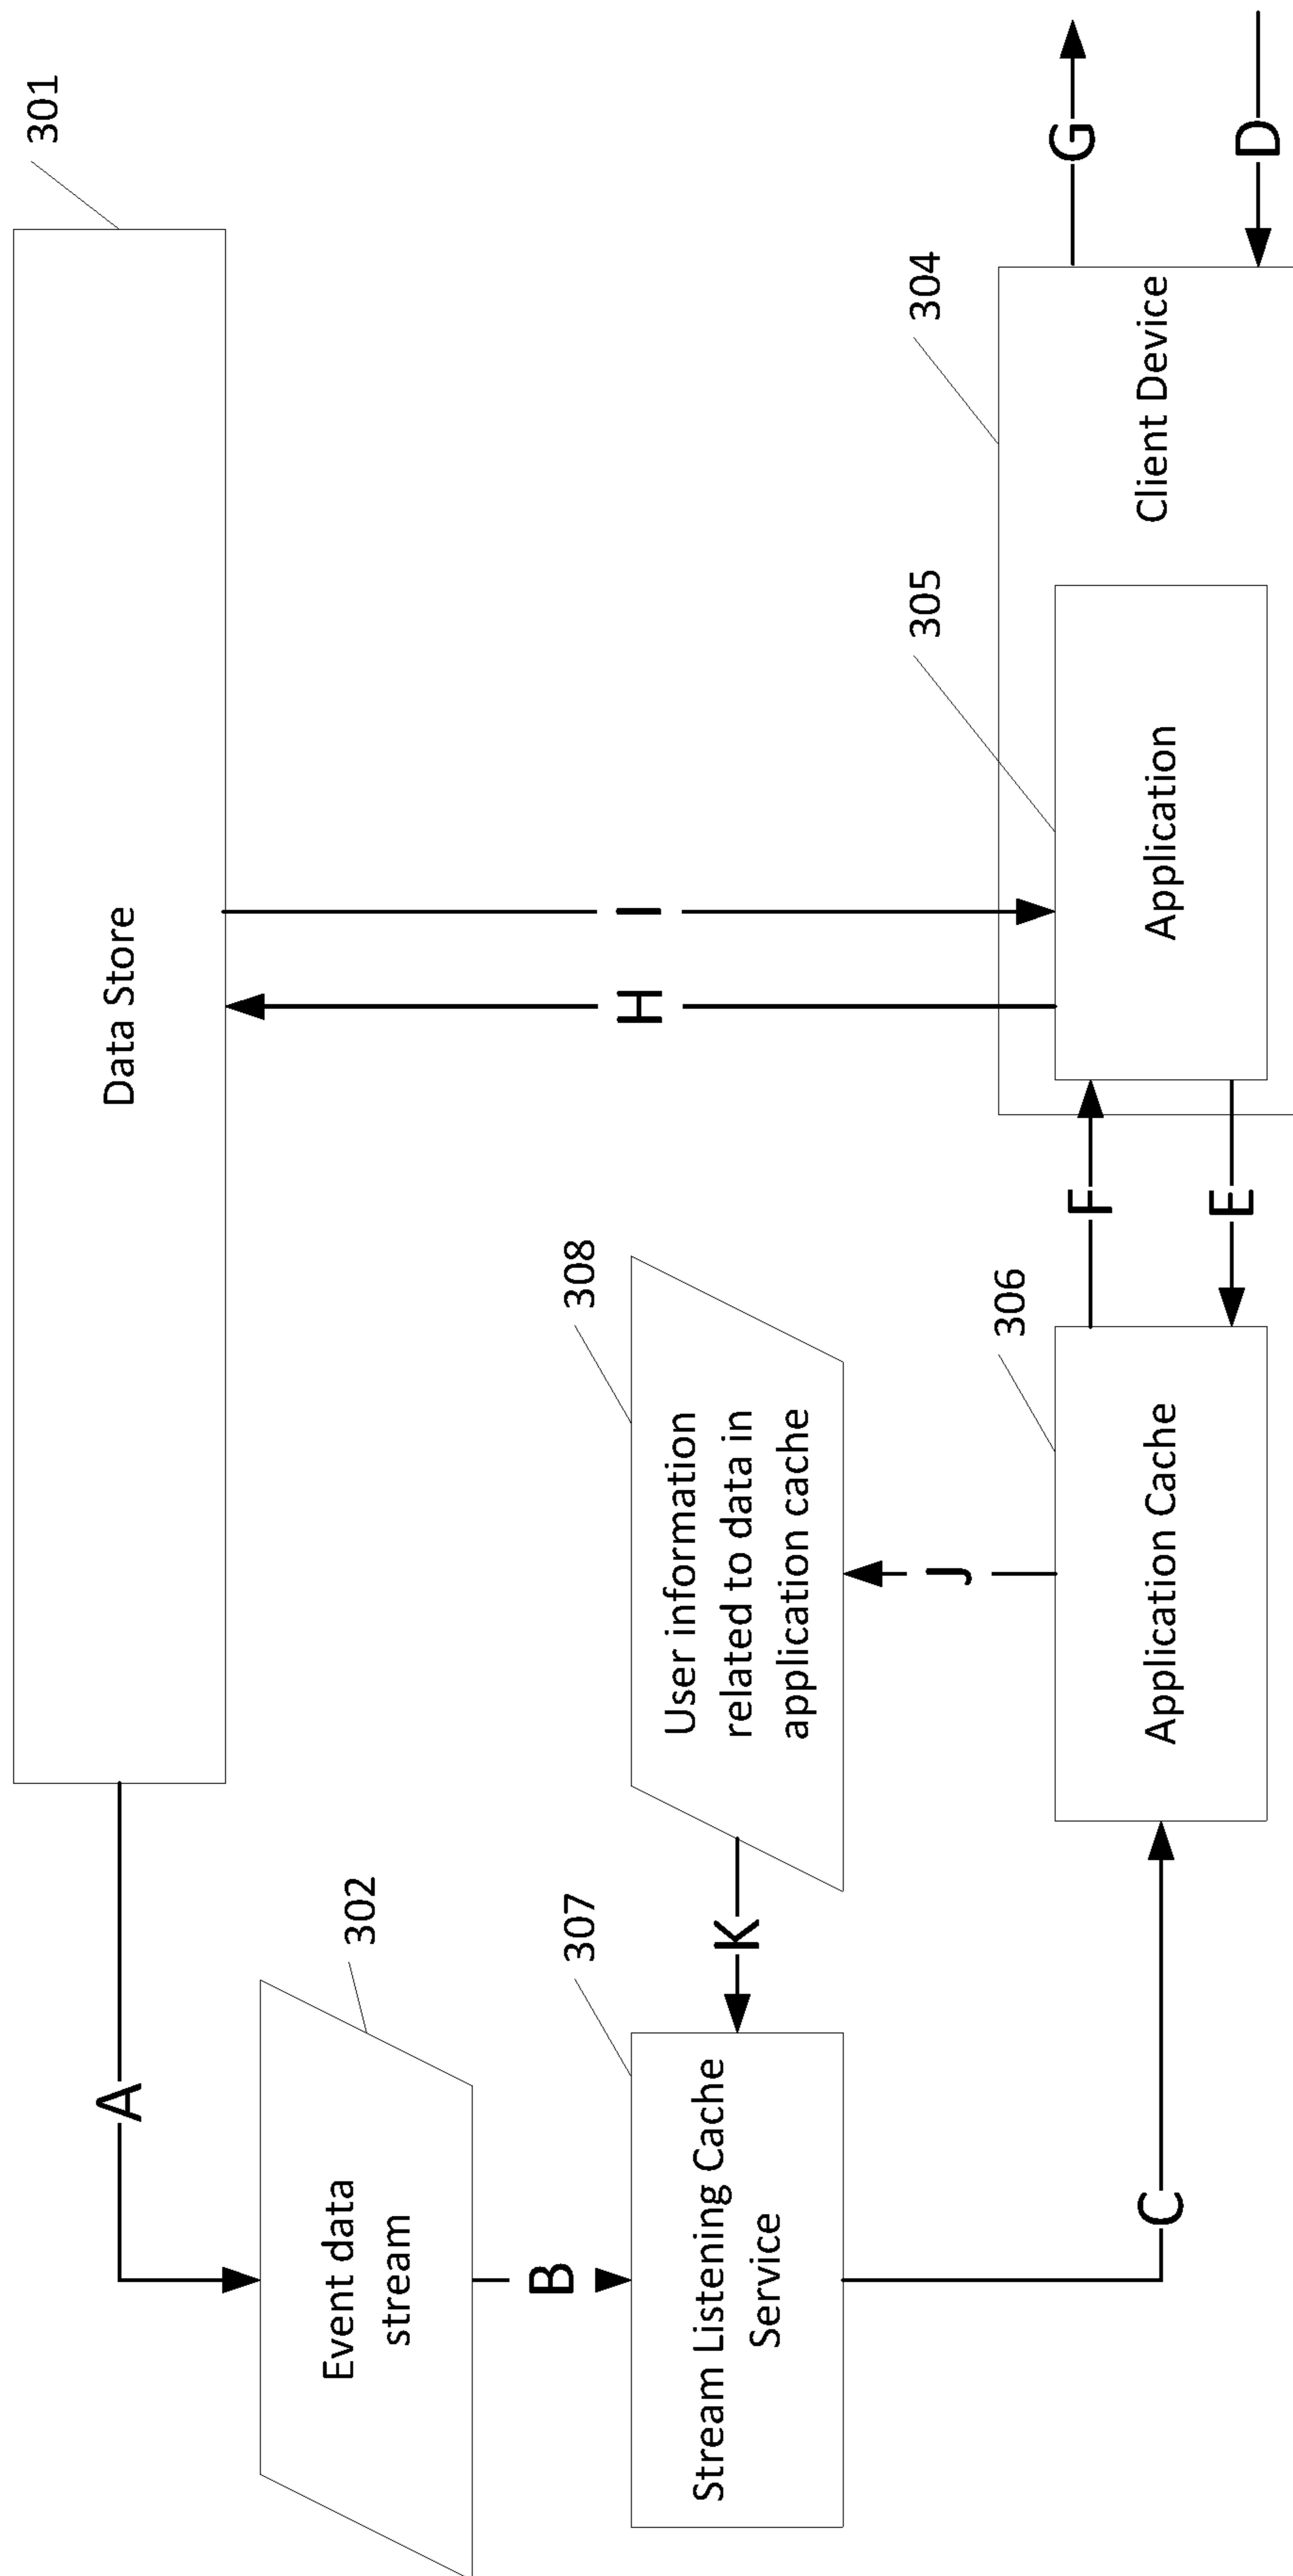 301
Data Store
A
302
Event data
stream
B
307
Stream Listening Cache
Service
K
308
User information
related to data in
application cache
J
C
306
Application Cache
F
E
H
I
305
Application
304
Client Device
G
D